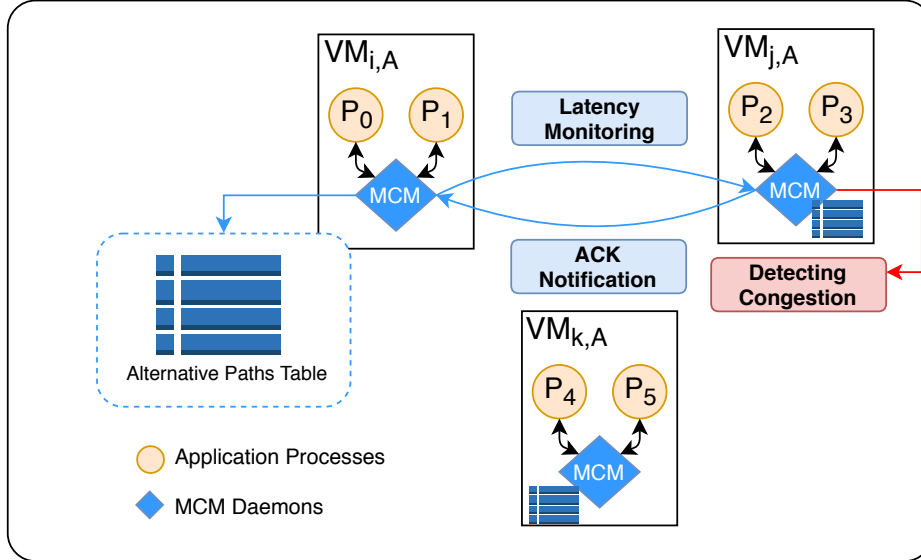 VMi,A
P0
P1
MCM
Latency
Monitoring
VMj,A
P2
P3
MCM
ACK
Notification
Detecting
Congestion
Alternative Paths Table
VMk,A
P4
P5
MCM
Application Processes
MCM Daemons